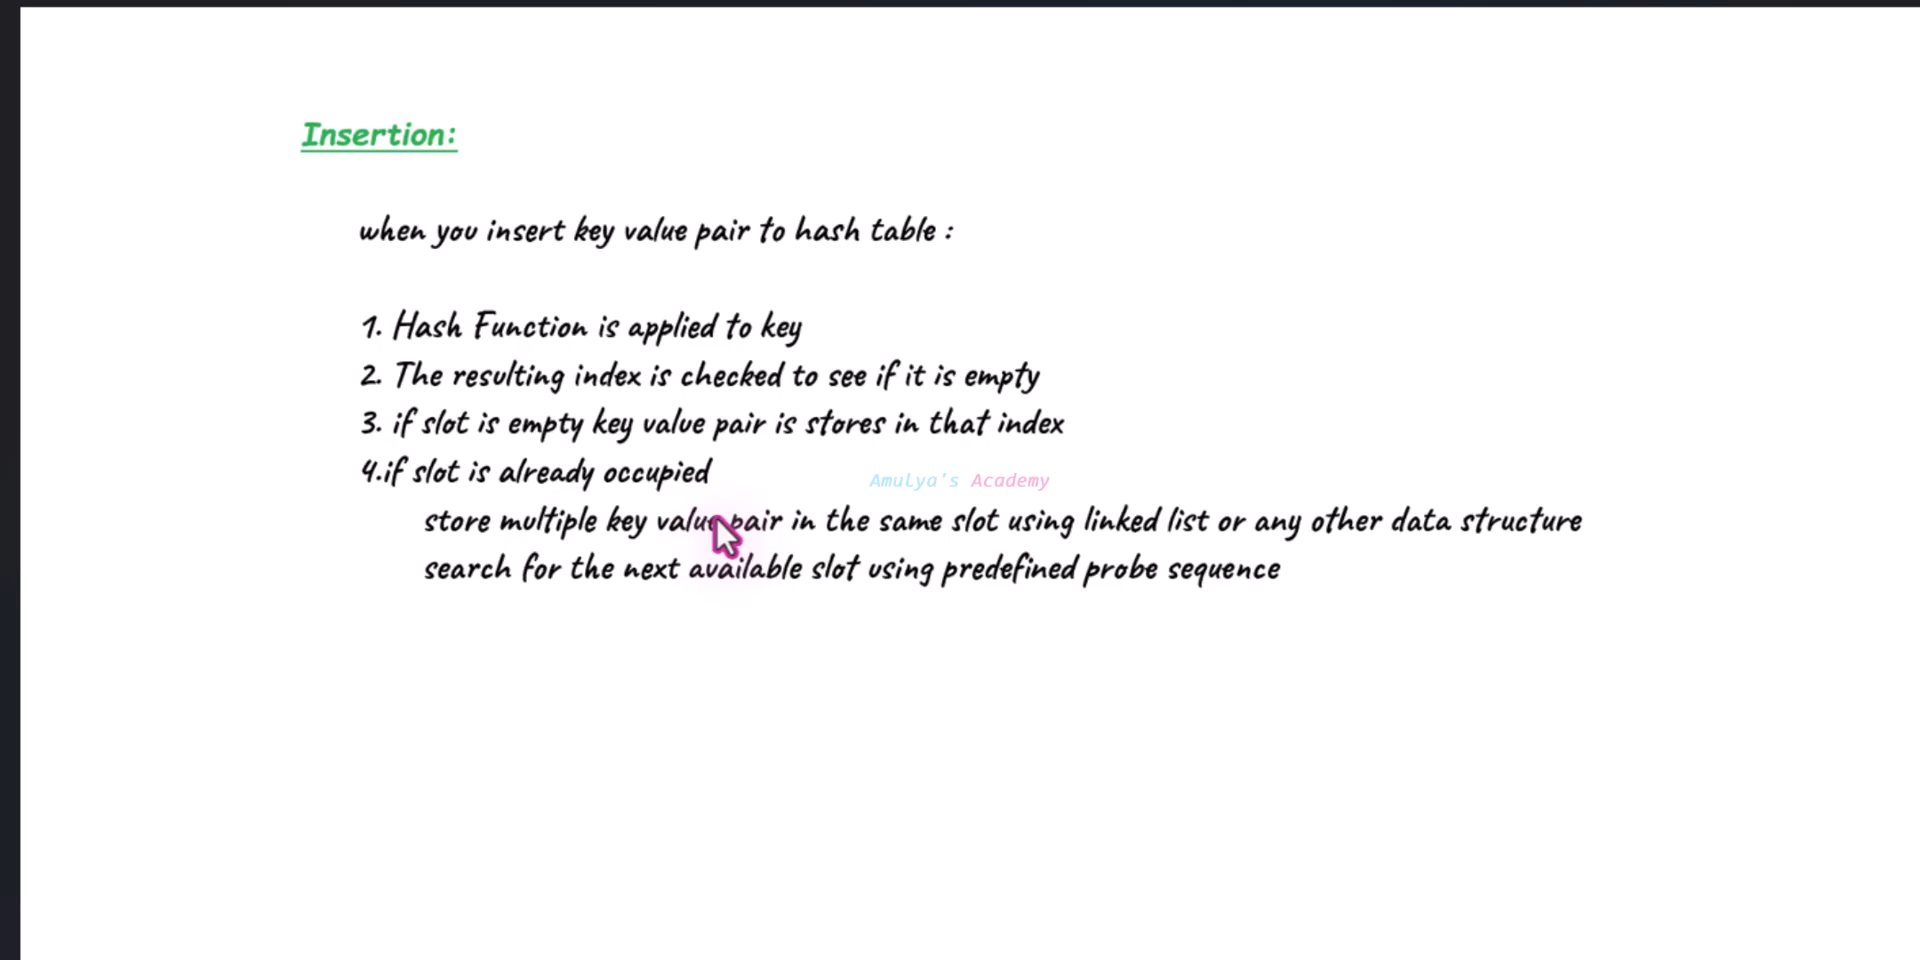 Insertion:
when you insert key value pair to hash table :
1. Hash Function is applied to key
2. The resulting index is checked to see if it is empty
3. if slot is empty key value pair is stores in that index
4.if slot is already occupied
Amulya's Academy
store multiple key value pair in the same slot using linked list or any other data structure
search for the next available slot using predefined probe sequence